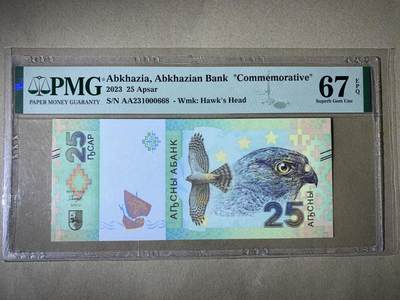 PMG
PAPER MONEY GUARANTY
Abkhazia, Abkhazian Bank "Commemorative"
2023 25 Apsar
S/N AA231000668 - Wmk: Hawk's Head
67 EPQ
Superb Gem Unc
25
ГҦСАР
АҦСНЫ АБАНК
25
АҦСНЫ